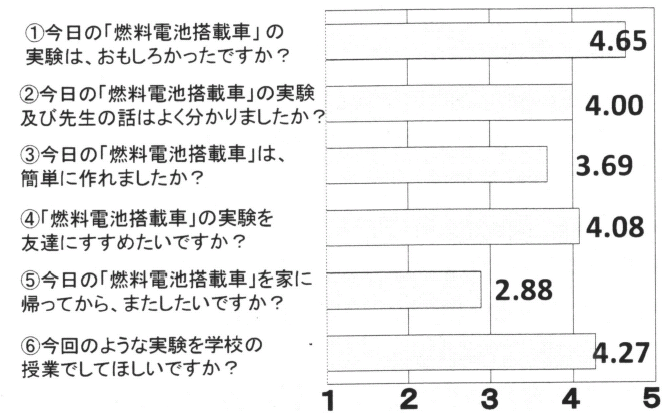 ①今日の「燃料電池搭載車」の
実験は、おもしろかったですか？
4.65
②今日の「燃料電池搭載車」の実験
及び先生の話はよく分かりましたか？
4.00
③今日の「燃料電池搭載車」は、
簡単に作れましたか？
3.69
④「燃料電池搭載車」の実験を
友達にすすめたいですか？
4.08
⑤今日の「燃料電池搭載車」を家に
帰ってから、またしたいですか？
2.88
⑥今回のような実験を学校の
授業でしてほしいですか？
4.27
1 2 3 4 5